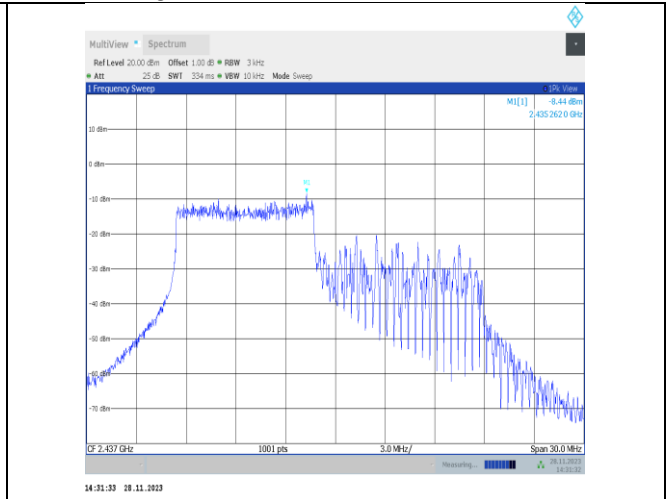 MultiView Spectrum
Ref Level 20.00 dBm Offset 1.00 dB RBW 3 kHz
Att 25 dB SWT 334 ms VBW 10 kHz Mode Sweep
1 Frequency Sweep 1Pk View
M1[1] -8.44 dBm
2.435 262 0 GHz
10 dBm
0 dBm
M1
-10 dBm
-20 dBm
-30 dBm
-40 dBm
-50 dBm
-60 dBm
-70 dBm
CF 2.437 GHz 1001 pts 3.0 MHz/ Span 30.0 MHz
Measuring... 28.11.2023
14:31:32
14:31:33 28.11.2023